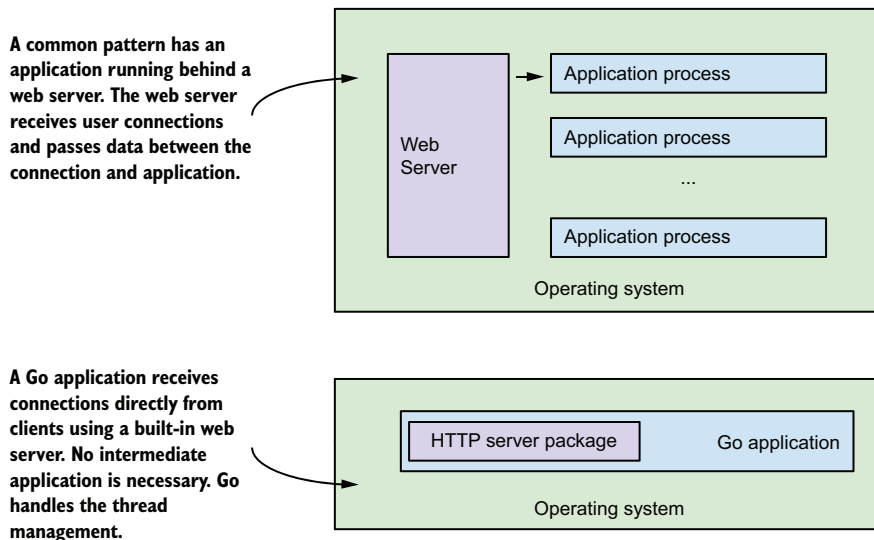 A common pattern has an
application running behind a
web server. The web server
receives user connections
and passes data between the
connection and application.
Web
Server
Application process
Application process
...
Application process
Operating system
A Go application receives
connections directly from
clients using a built-in web
server. No intermediate
application is necessary. Go
handles the thread
management.
HTTP server package
Go application
Operating system